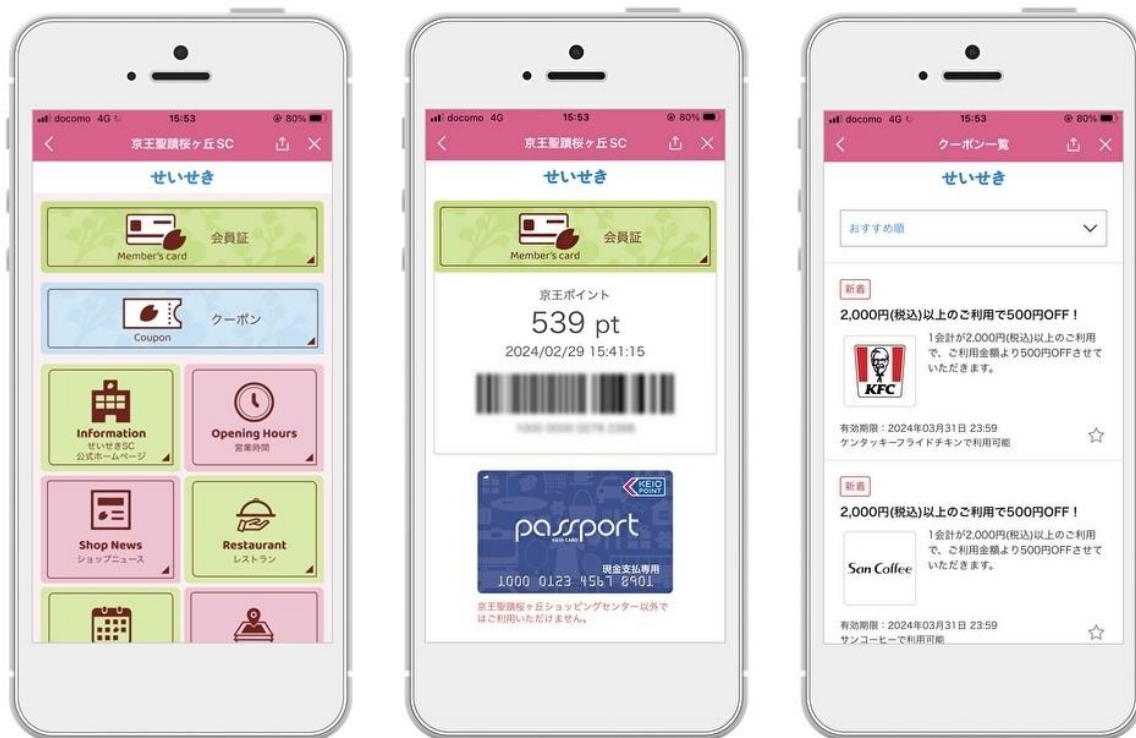 docomo 4G 15:53 80%
京王聖蹟桜ヶ丘SC
せいせき
会員証
Member's card
クーポン
Coupon
Information
せいせきSC
公式ホームページ
Opening Hours
営業時間
Shop News
ショップニュース
Restaurant
レストラン
docomo 4G 15:53 80%
京王聖蹟桜ヶ丘SC
せいせき
会員証
Member's card
京王ポイント
539 pt
2024/02/29 15:41:15
KEIO
POINT
passport
KEIO CARD
現金支払専用
1000 0123 4567 8901
京王聖蹟桜ヶ丘ショッピングセンター以外で
はご利用いただけません。
docomo 4G 15:53 80%
クーポン一覧
せいせき
おすすめ順
新着
2,000円(税込)以上のご利用で500円OFF！
1会計が2,000円(税込)以上のご利用
で、ご利用金額より500円OFFさせて
いただきます。
KFC
有効期限：2024年03月31日 23:59
ケンタッキーフライドチキンで利用可能
新着
2,000円(税込)以上のご利用で500円OFF！
1会計が2,000円(税込)以上のご利用
で、ご利用金額より500円OFFさせて
いただきます。
San Coffee
有効期限：2024年03月31日 23:59
サンコーヒーで利用可能